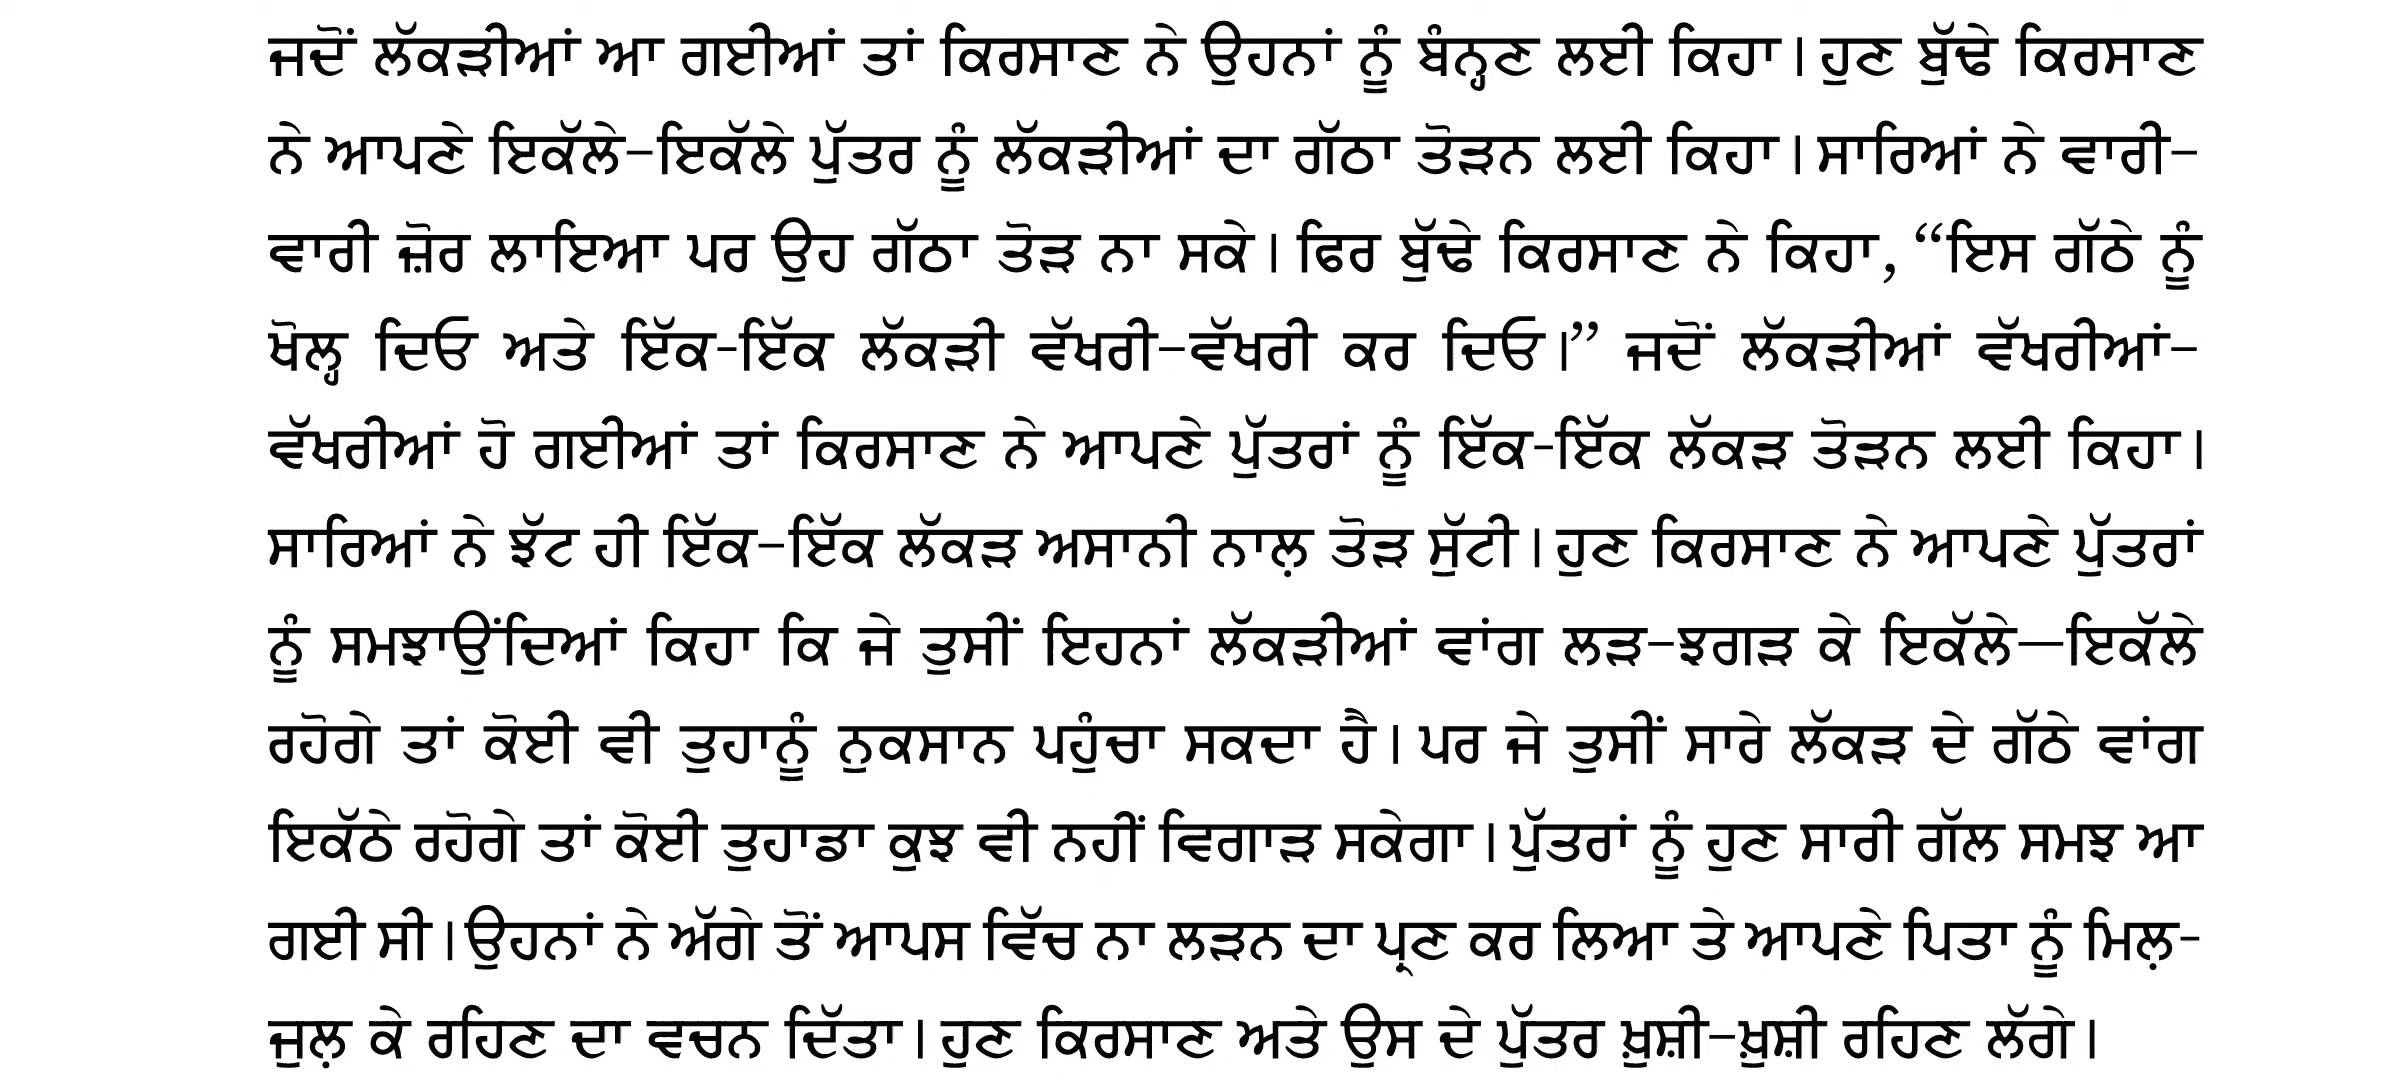 ਜਦੋਂ ਲੱਕੜੀਆਂ ਆ ਗਈਆਂ ਤਾਂ ਕਿਰਸਾਣ ਨੇ ਉਹਨਾਂ ਨੂੰ ਬੰਨ੍ਹਣ ਲਈ ਕਿਹਾ। ਹੁਣ ਬੁੱਢੇ ਕਿਰਸਾਣ
ਨੇ ਆਪਣੇ ਇਕੱਲੇ–ਇਕੱਲੇ ਪੁੱਤਰ ਨੂੰ ਲੱਕੜੀਆਂ ਦਾ ਗੱਠਾ ਤੋੜਨ ਲਈ ਕਿਹਾ। ਸਾਰਿਆਂ ਨੇ ਵਾਰੀ–
ਵਾਰੀ ਜ਼ੋਰ ਲਾਇਆ ਪਰ ਉਹ ਗੱਠਾ ਤੋੜ ਨਾ ਸਕੇ। ਫਿਰ ਬੁੱਢੇ ਕਿਰਸਾਣ ਨੇ ਕਿਹਾ, “ਇਸ ਗੱਠੇ ਨੂੰ
ਖੋਲ੍ਹ ਦਿਓ ਅਤੇ ਇੱਕ-ਇੱਕ ਲੱਕੜੀ ਵੱਖਰੀ–ਵੱਖਰੀ ਕਰ ਦਿਓ।” ਜਦੋਂ ਲੱਕੜੀਆਂ ਵੱਖਰੀਆਂ–
ਵੱਖਰੀਆਂ ਹੋ ਗਈਆਂ ਤਾਂ ਕਿਰਸਾਣ ਨੇ ਆਪਣੇ ਪੁੱਤਰਾਂ ਨੂੰ ਇੱਕ-ਇੱਕ ਲੱਕੜ ਤੋੜਨ ਲਈ ਕਿਹਾ।
ਸਾਰਿਆਂ ਨੇ ਝੱਟ ਹੀ ਇੱਕ–ਇੱਕ ਲੱਕੜ ਅਸਾਨੀ ਨਾਲ਼ ਤੋੜ ਸੁੱਟੀ। ਹੁਣ ਕਿਰਸਾਣ ਨੇ ਆਪਣੇ ਪੁੱਤਰਾਂ
ਨੂੰ ਸਮਝਾਉਂਦਿਆਂ ਕਿਹਾ ਕਿ ਜੇ ਤੁਸੀਂ ਇਹਨਾਂ ਲੱਕੜੀਆਂ ਵਾਂਗ ਲੜ–ਝਗੜ ਕੇ ਇਕੱਲੇ—ਇਕੱਲੇ
ਰਹੋਗੇ ਤਾਂ ਕੋਈ ਵੀ ਤੁਹਾਨੂੰ ਨੁਕਸਾਨ ਪਹੁੰਚਾ ਸਕਦਾ ਹੈ। ਪਰ ਜੇ ਤੁਸੀਂ ਸਾਰੇ ਲੱਕੜ ਦੇ ਗੱਠੇ ਵਾਂਗ
ਇਕੱਠੇ ਰਹੋਗੇ ਤਾਂ ਕੋਈ ਤੁਹਾਡਾ ਕੁਝ ਵੀ ਨਹੀਂ ਵਿਗਾੜ ਸਕੇਗਾ। ਪੁੱਤਰਾਂ ਨੂੰ ਹੁਣ ਸਾਰੀ ਗੱਲ ਸਮਝ ਆ
ਗਈ ਸੀ। ਉਹਨਾਂ ਨੇ ਅੱਗੇ ਤੋਂ ਆਪਸ ਵਿੱਚ ਨਾ ਲੜਨ ਦਾ ਪ੍ਰਣ ਕਰ ਲਿਆ ਤੇ ਆਪਣੇ ਪਿਤਾ ਨੂੰ ਮਿਲ਼-
ਜੁਲ਼ ਕੇ ਰਹਿਣ ਦਾ ਵਚਨ ਦਿੱਤਾ। ਹੁਣ ਕਿਰਸਾਣ ਅਤੇ ਉਸ ਦੇ ਪੁੱਤਰ ਖ਼ੁਸ਼ੀ–ਖ਼ੁਸ਼ੀ ਰਹਿਣ ਲੱਗੇ।